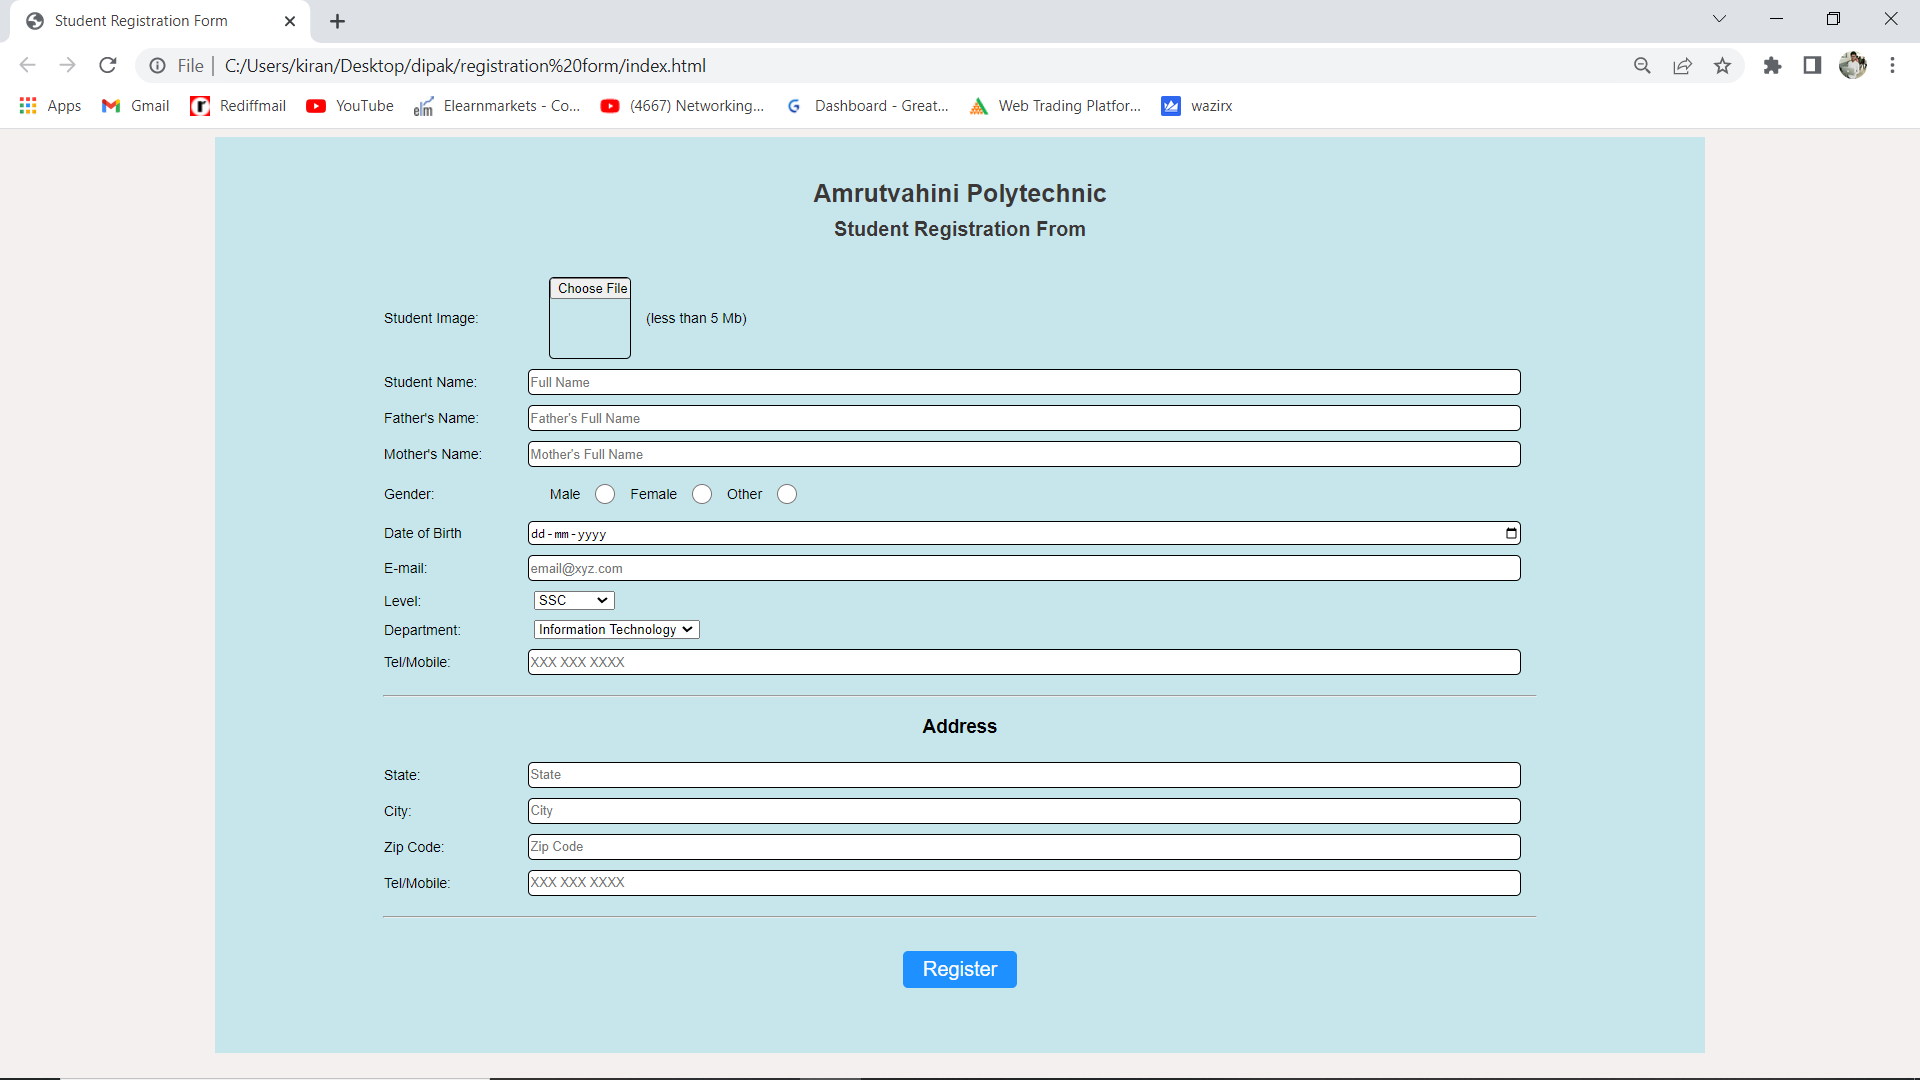 Student Registration Form
File | C:/Users/kiran/Desktop/dipak/registration%20form/index.html
Apps Gmail Rediffmail YouTube Elearnmarkets - Co... (4667) Networking... Dashboard - Great... Web Trading Platfor... wazirx
Amrutvahini Polytechnic
Student Registration From
Student Image: Choose File (less than 5 Mb)
Student Name: Full Name
Father's Name: Father's Full Name
Mother's Name: Mother's Full Name
Gender: Male Female Other
Date of Birth dd-mm-yyyy
E-mail: email@xyz.com
Level: SSC
Department: Information Technology
Tel/Mobile: XXX XXX XXXX
Address
State: State
City: City
Zip Code: Zip Code
Tel/Mobile: XXX XXX XXXX
Register